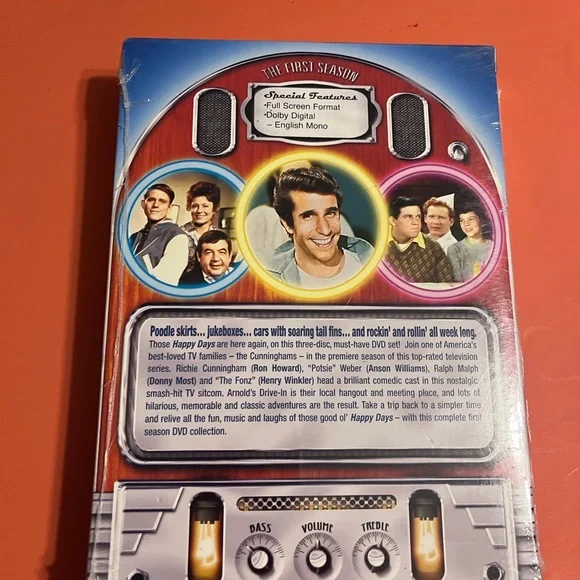 THE FIRST SEASON
Special Features
•Full Screen Format
•Dolby Digital
– English Mono
Poodle skirts... jukeboxes... cars with soaring tail fins... and rockin' and rollin' all week long.
Those Happy Days are here again, on this three-disc, must-have DVD set! Join one of America's
best-loved TV families – the Cunninghams – in the premiere season of this top-rated television
series. Richie Cunningham (Ron Howard), "Potsie" Weber (Anson Williams), Ralph Malph
(Donny Most) and "The Fonz" (Henry Winkler) head a brilliant comedic cast in this nostalgic
smash-hit TV sitcom. Arnold's Drive-In is their local hangout and meeting place, and lots of
hilarious, memorable and classic adventures are the result. Take a trip back to a simpler time
and relive all the fun, music and laughs of those good ol' Happy Days – with this complete first
season DVD collection.
BASS VOLUME TREBLE